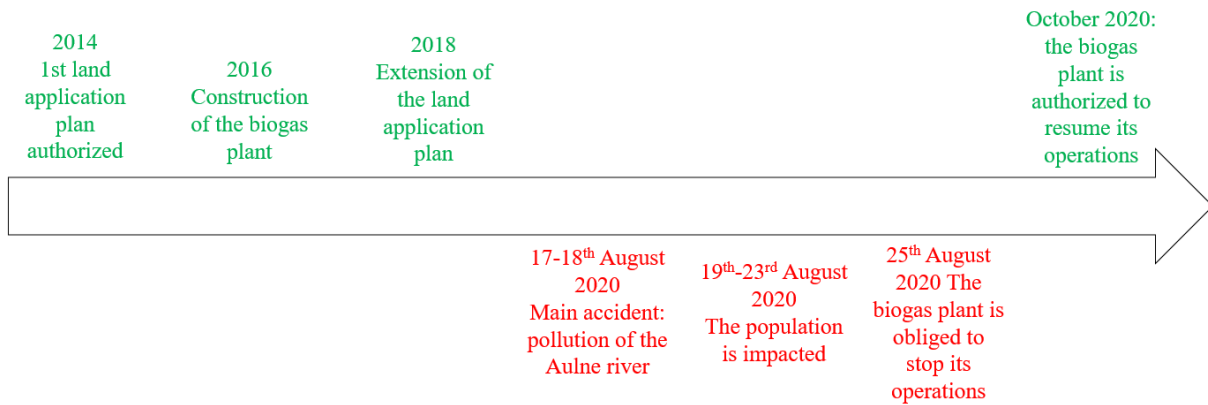 2014
1st land
application
plan
authorized
2016
Construction
of the biogas
plant
2018
Extension of
the land
application
plan
October 2020:
the biogas
plant is
authorized to
resume its
operations
17-18th August
2020
Main accident:
pollution of the
Aulne river
19th-23rd August
2020
The population
is impacted
25th August
2020 The
biogas plant is
obliged to
stop its
operations